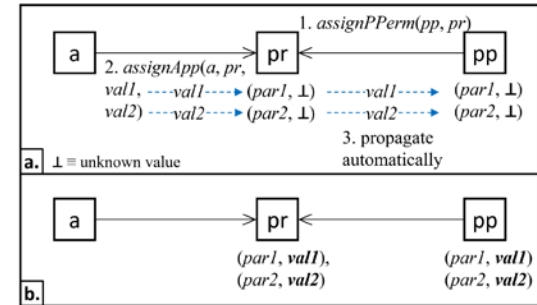 1. assignPPerm(pp, pr)
a
pr
pp
2. assignApp(a, pr,
val1, val1 (par1, ⊥) val1 (par1, ⊥)
val2) val2 (par2, ⊥) val2 (par2, ⊥)
3. propagate
automatically
a. ⊥ ≡ unknown value
a
pr
pp
(par1, val1), (par1, val1)
(par2, val2) (par2, val2)
b.